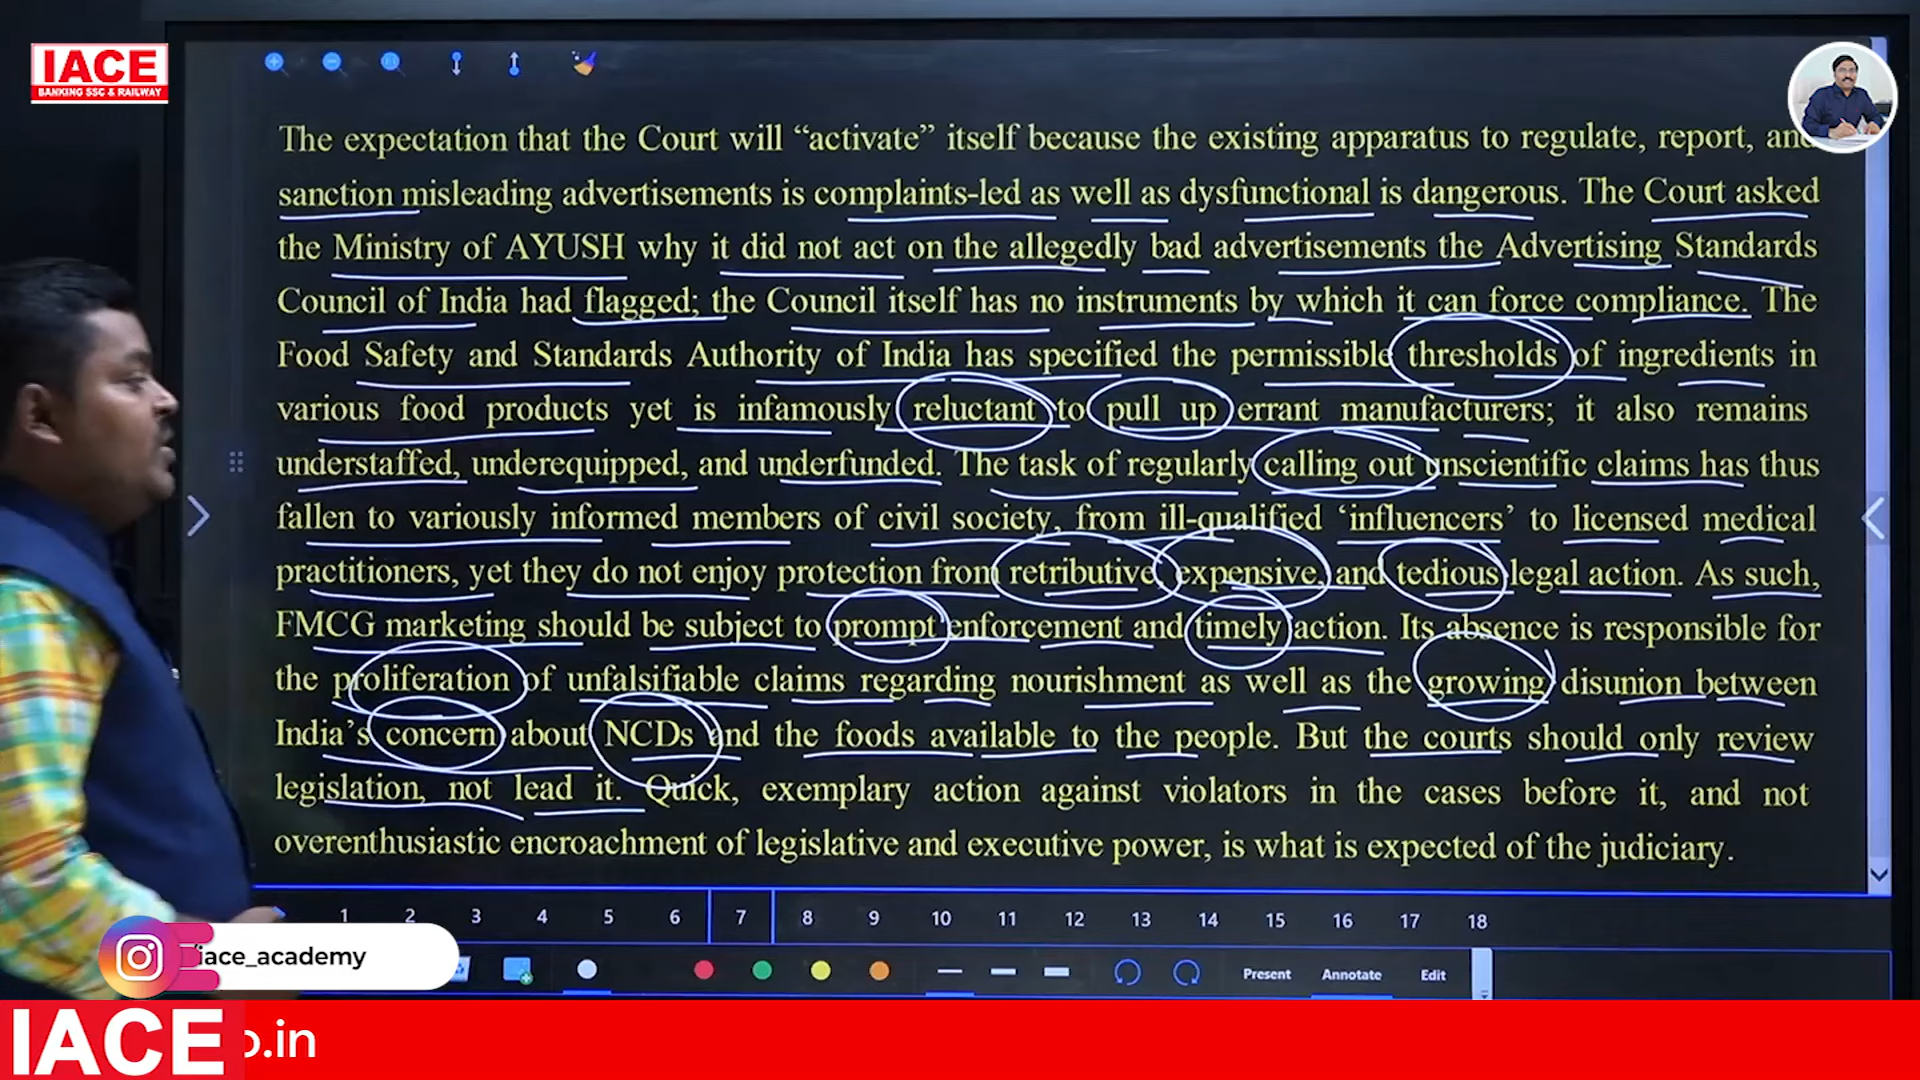 IACE
BANKING SSC & RAILWAY
The expectation that the Court will “activate” itself because the existing apparatus to regulate, report, and
sanction misleading advertisements is complaints-led as well as dysfunctional is dangerous. The Court asked
the Ministry of AYUSH why it did not act on the allegedly bad advertisements the Advertising Standards
Council of India had flagged; the Council itself has no instruments by which it can force compliance. The
Food Safety and Standards Authority of India has specified the permissible thresholds of ingredients in
various food products yet is infamously reluctant to pull up errant manufacturers; it also remains
understaffed, underequipped, and underfunded. The task of regularly calling out unscientific claims has thus
fallen to variously informed members of civil society, from ill-qualified ‘influencers’ to licensed medical
practitioners, yet they do not enjoy protection from retributive, expensive, and tedious legal action. As such,
FMCG marketing should be subject to prompt enforcement and timely action. Its absence is responsible for
the proliferation of unfalsifiable claims regarding nourishment as well as the growing disunion between
India’s concern about NCDs and the foods available to the people. But the courts should only review
legislation, not lead it. Quick, exemplary action against violators in the cases before it, and not
overenthusiastic encroachment of legislative and executive power, is what is expected of the judiciary.
1 2 3 4 5 6 7 8 9 10 11 12 13 14 15 16 17 18
iace_academy
Present Annotate Edit
IACE
.in